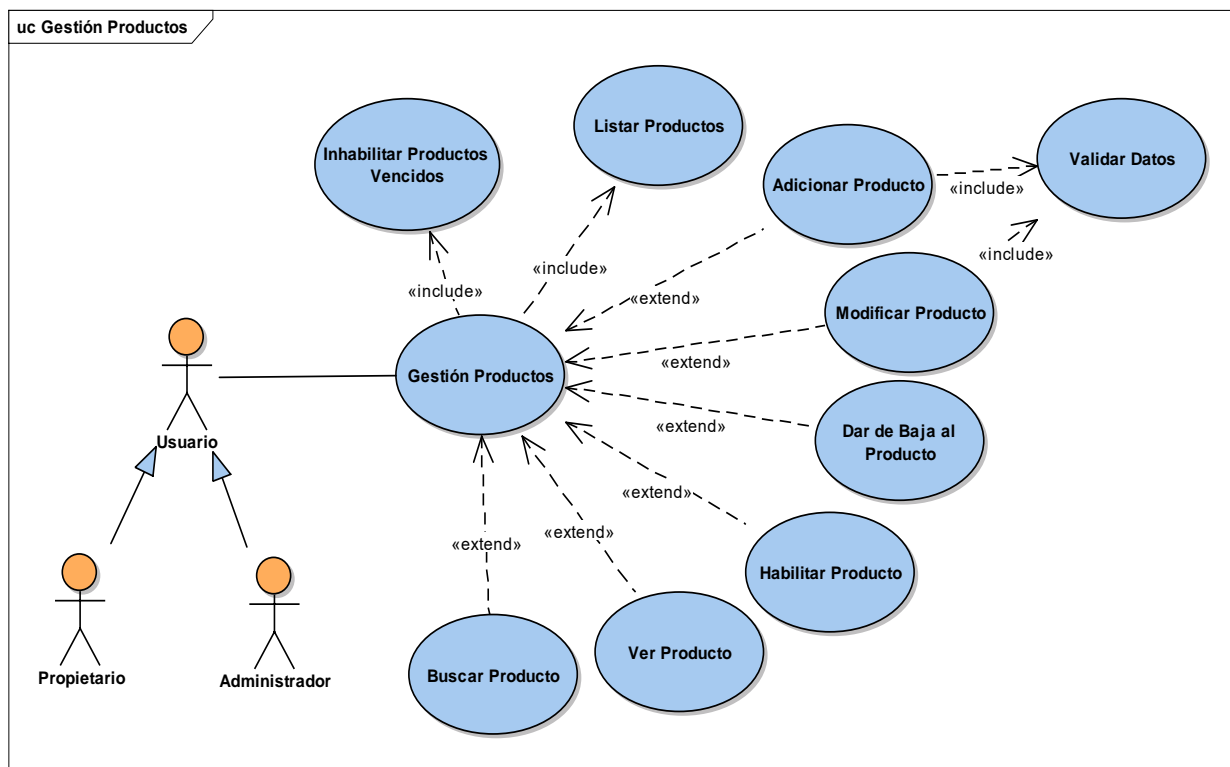 uc Gestión Productos
Listar Productos
Inhabilitar Productos
Vencidos
Adicionar Producto
Validar Datos
«include»
«include»
«include»
«include»
«extend»
Modificar Producto
«extend»
Gestión Productos
Usuario
«extend»
Dar de Baja al
Producto
«extend»
«extend»
«extend»
Habilitar Producto
Ver Producto
Buscar Producto
Propietario
Administrador